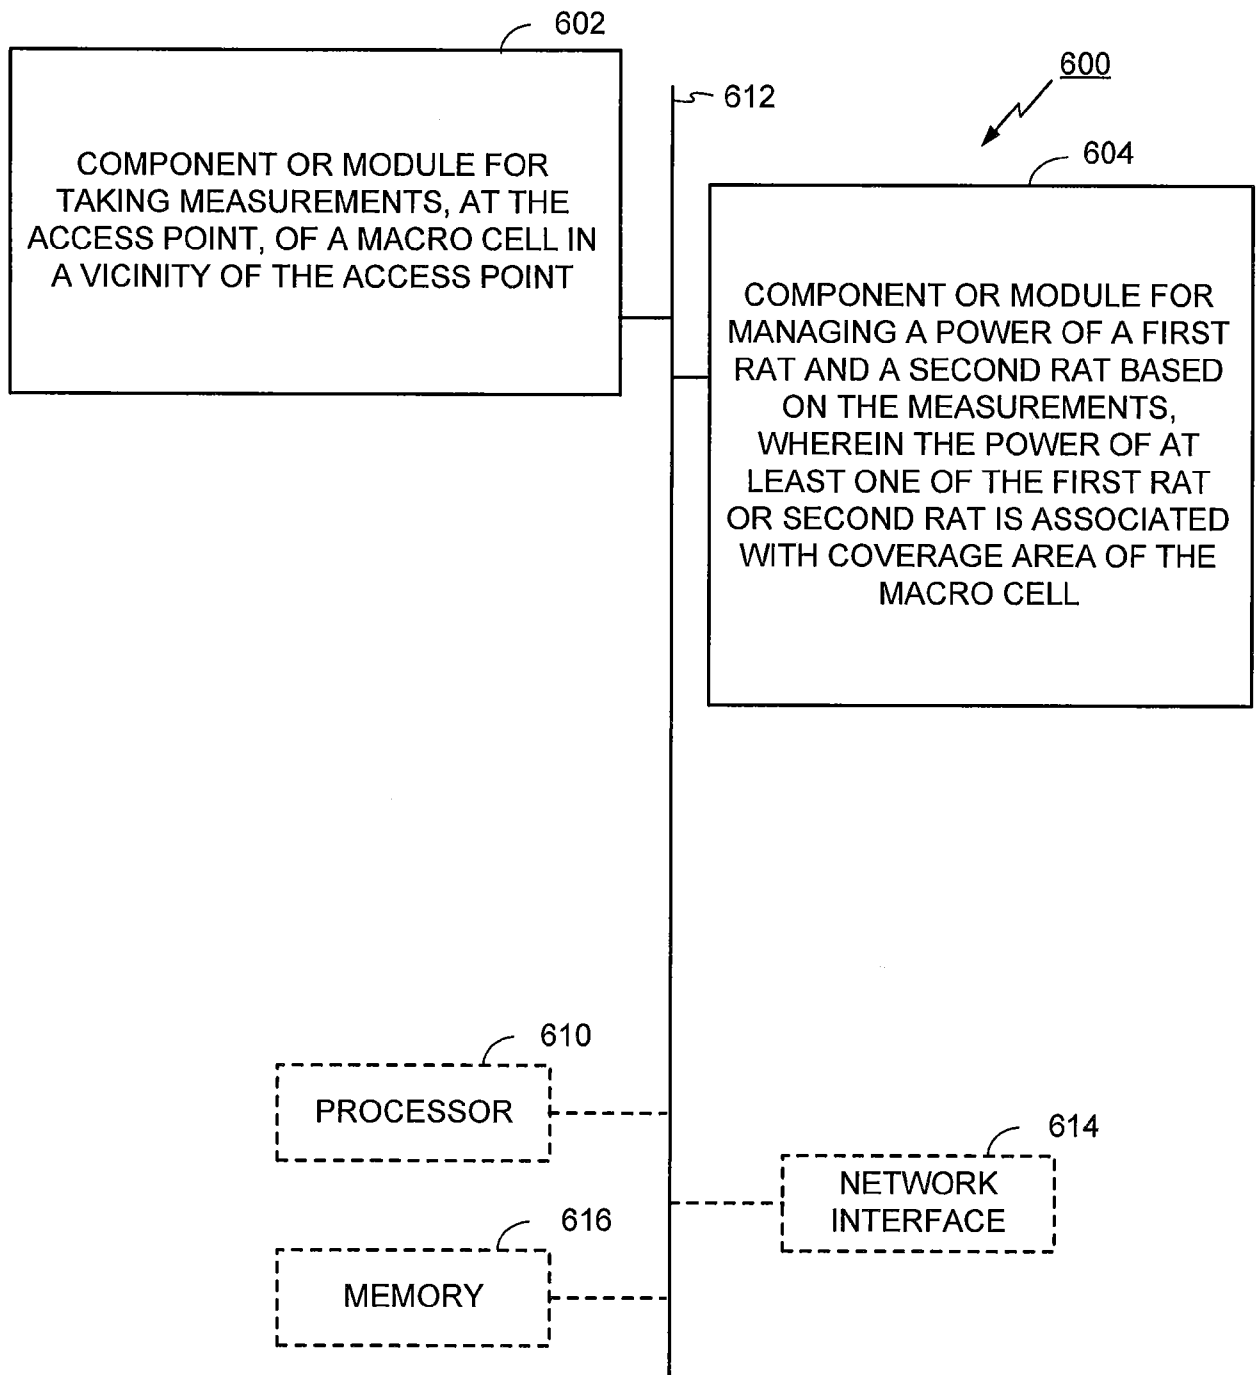 602
612
600
604
COMPONENT OR MODULE FOR
TAKING MEASUREMENTS, AT THE
ACCESS POINT, OF A MACRO CELL IN
A VICINITY OF THE ACCESS POINT
COMPONENT OR MODULE FOR
MANAGING A POWER OF A FIRST
RAT AND A SECOND RAT BASED
ON THE MEASUREMENTS,
WHEREIN THE POWER OF AT
LEAST ONE OF THE FIRST RAT
OR SECOND RAT IS ASSOCIATED
WITH COVERAGE AREA OF THE
MACRO CELL
610
PROCESSOR
614
NETWORK
INTERFACE
616
MEMORY